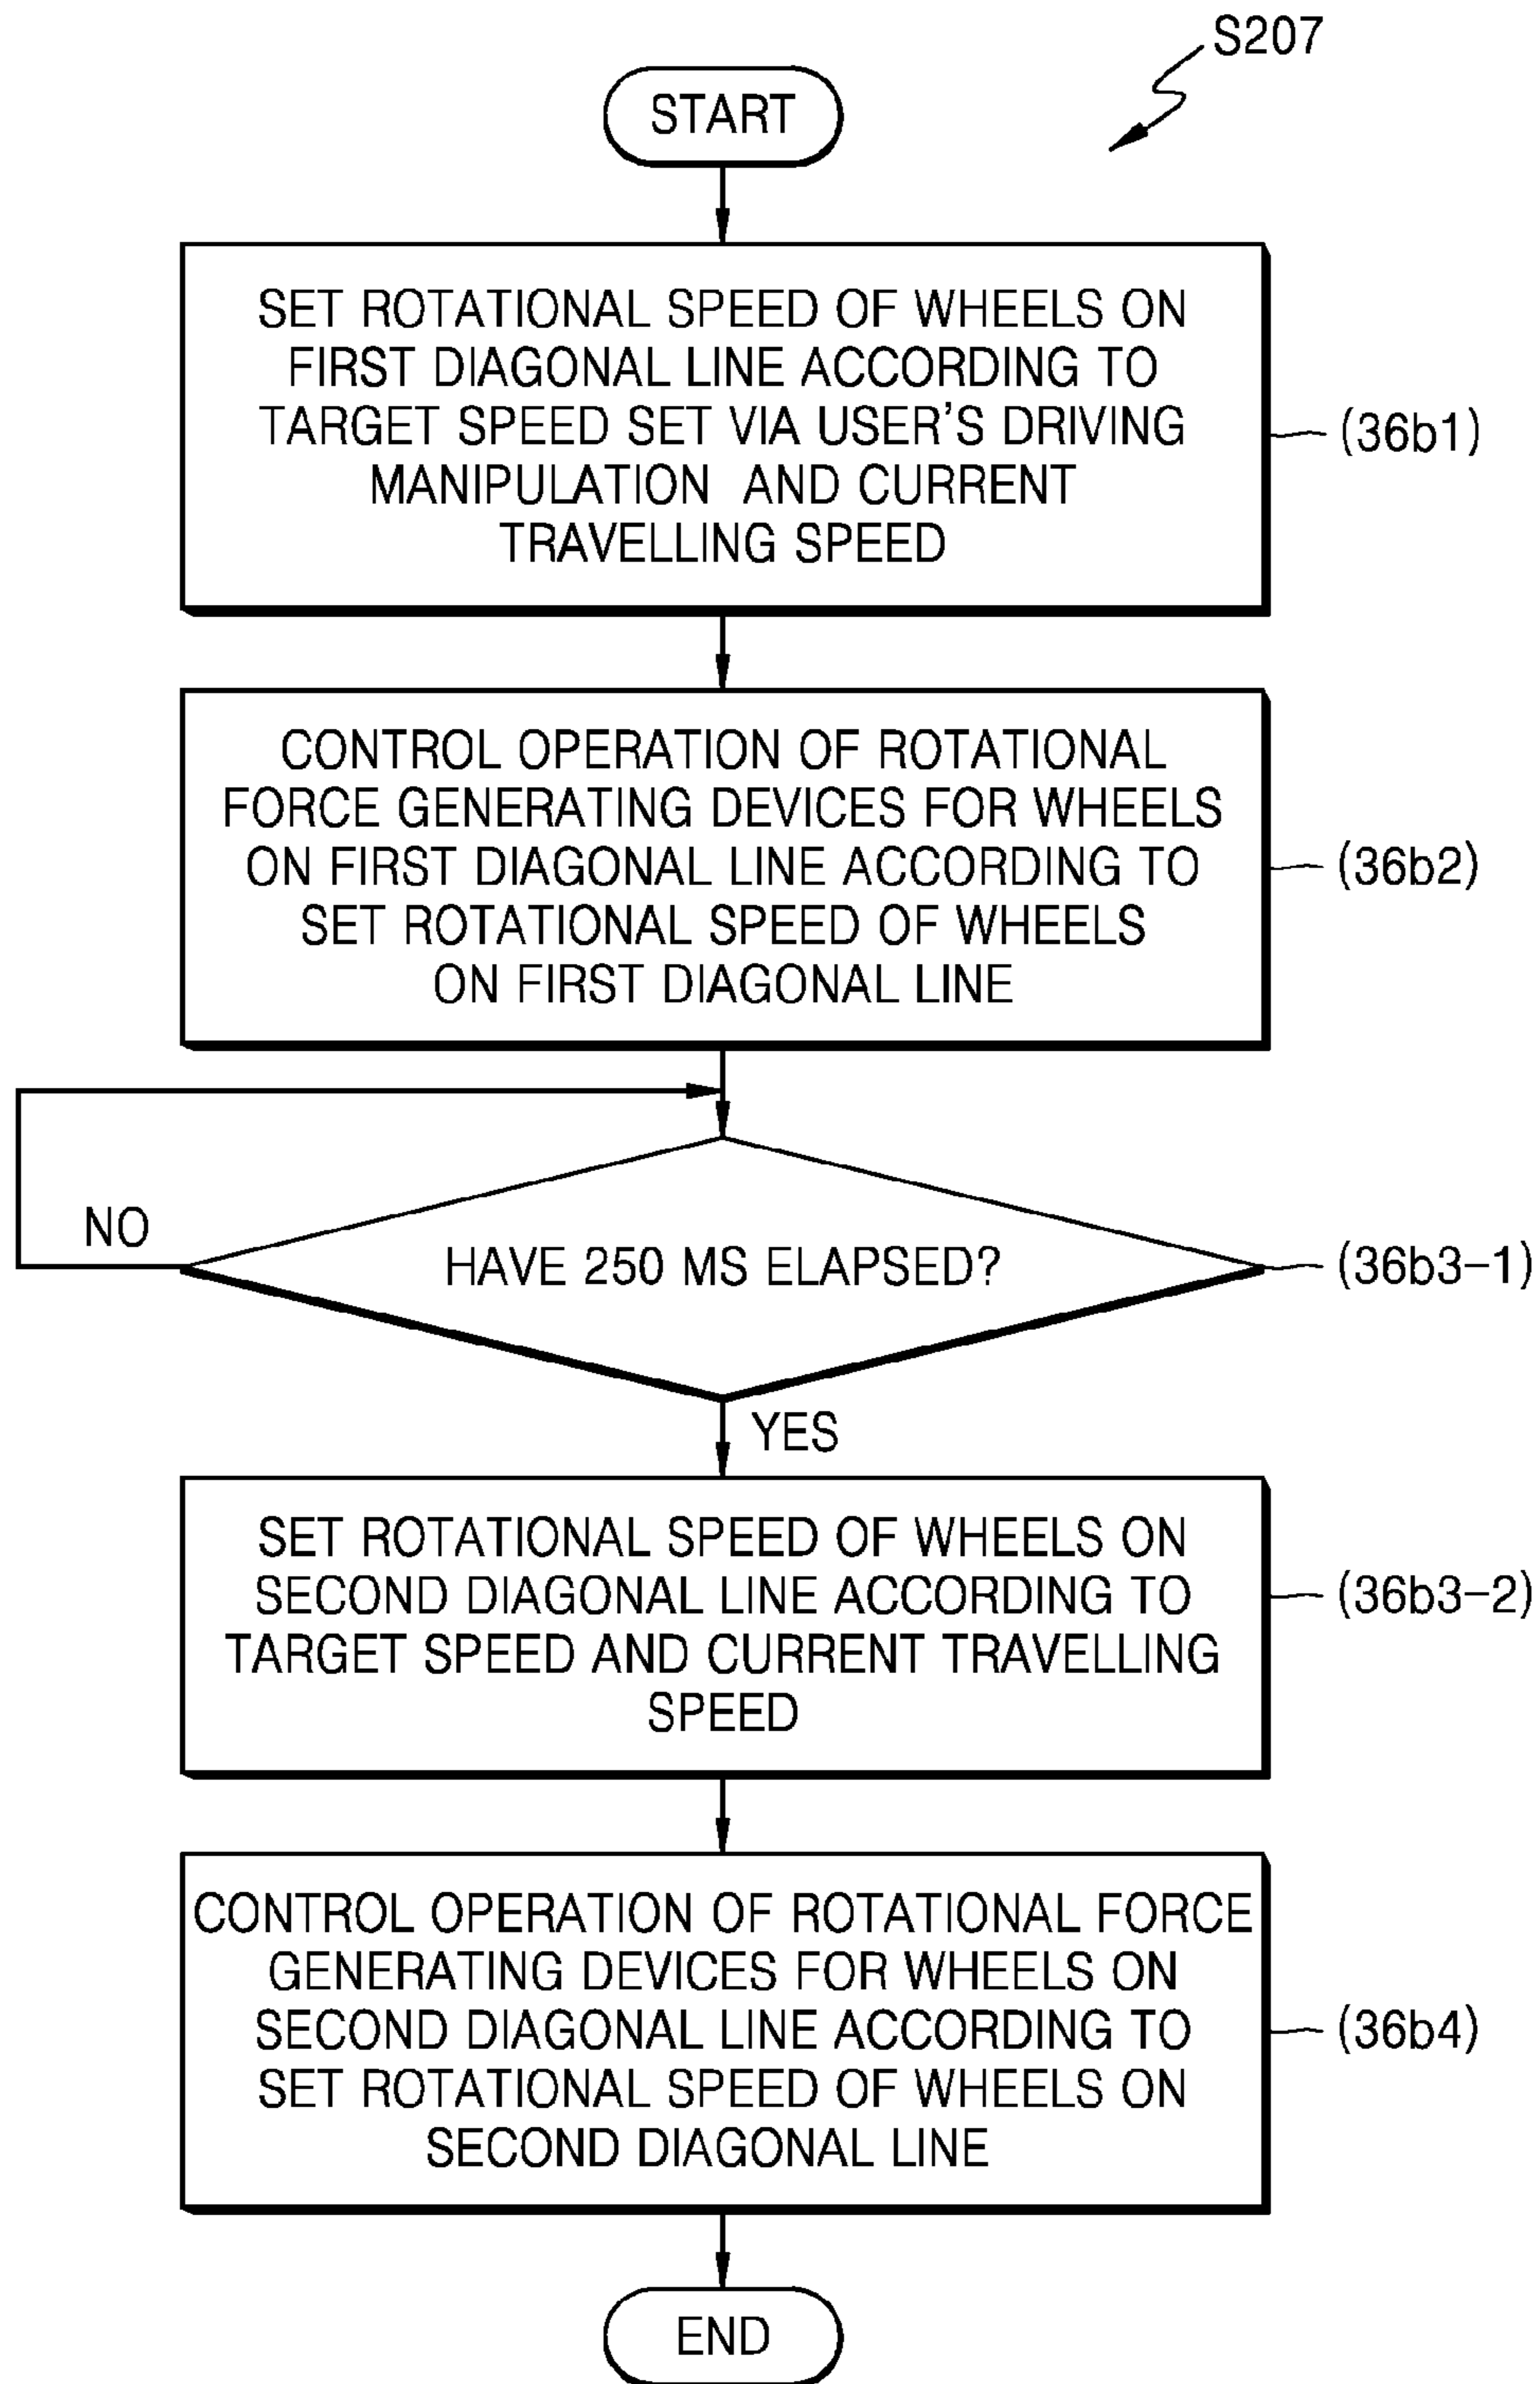 S207
START
SET ROTATIONAL SPEED OF WHEELS ON
FIRST DIAGONAL LINE ACCORDING TO
TARGET SPEED SET VIA USER'S DRIVING
MANIPULATION AND CURRENT
TRAVELLING SPEED
(36b1)
CONTROL OPERATION OF ROTATIONAL
FORCE GENERATING DEVICES FOR WHEELS
ON FIRST DIAGONAL LINE ACCORDING TO
SET ROTATIONAL SPEED OF WHEELS
ON FIRST DIAGONAL LINE
(36b2)
NO
HAVE 250 MS ELAPSED?
(36b3-1)
YES
SET ROTATIONAL SPEED OF WHEELS ON
SECOND DIAGONAL LINE ACCORDING TO
TARGET SPEED AND CURRENT TRAVELLING
SPEED
(36b3-2)
CONTROL OPERATION OF ROTATIONAL FORCE
GENERATING DEVICES FOR WHEELS ON
SECOND DIAGONAL LINE ACCORDING TO
SET ROTATIONAL SPEED OF WHEELS ON
SECOND DIAGONAL LINE
(36b4)
END